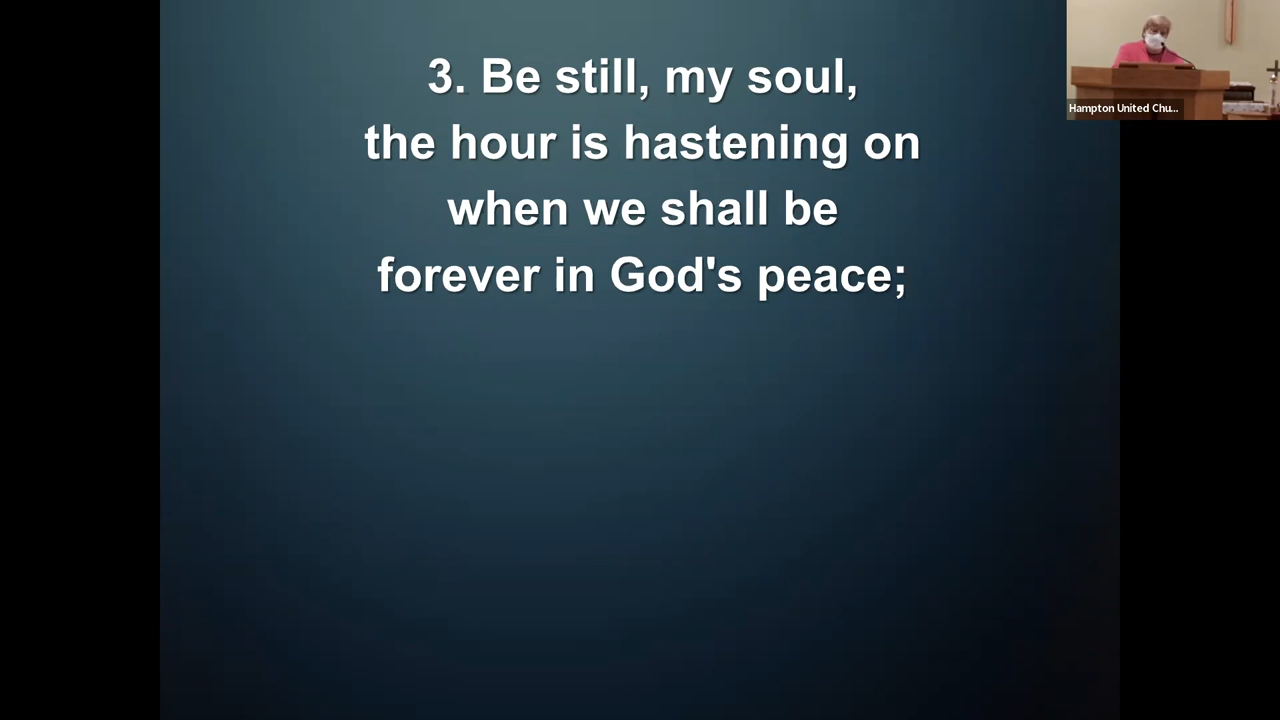 3. Be still, my soul,
the hour is hastening on
when we shall be
forever in God's peace;
Hampton United Chu...